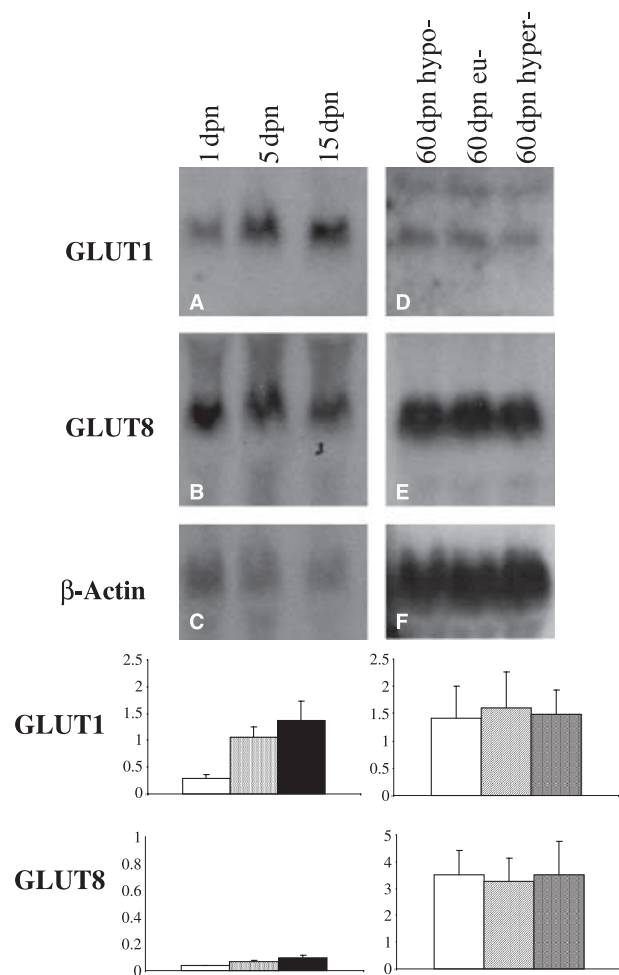 1 dpn
5 dpn
15 dpn
60 dpn hypo-
60 dpn eu-
60 dpn hyper-
GLUT1
A
D
GLUT8
B
E
β-Actin
C
F
GLUT1
2.5
2
1.5
1
0.5
0
2.5
2
1.5
1
0.5
0
GLUT8
1
0.8
0.6
0.4
0.2
0
5
4
3
2
1
0